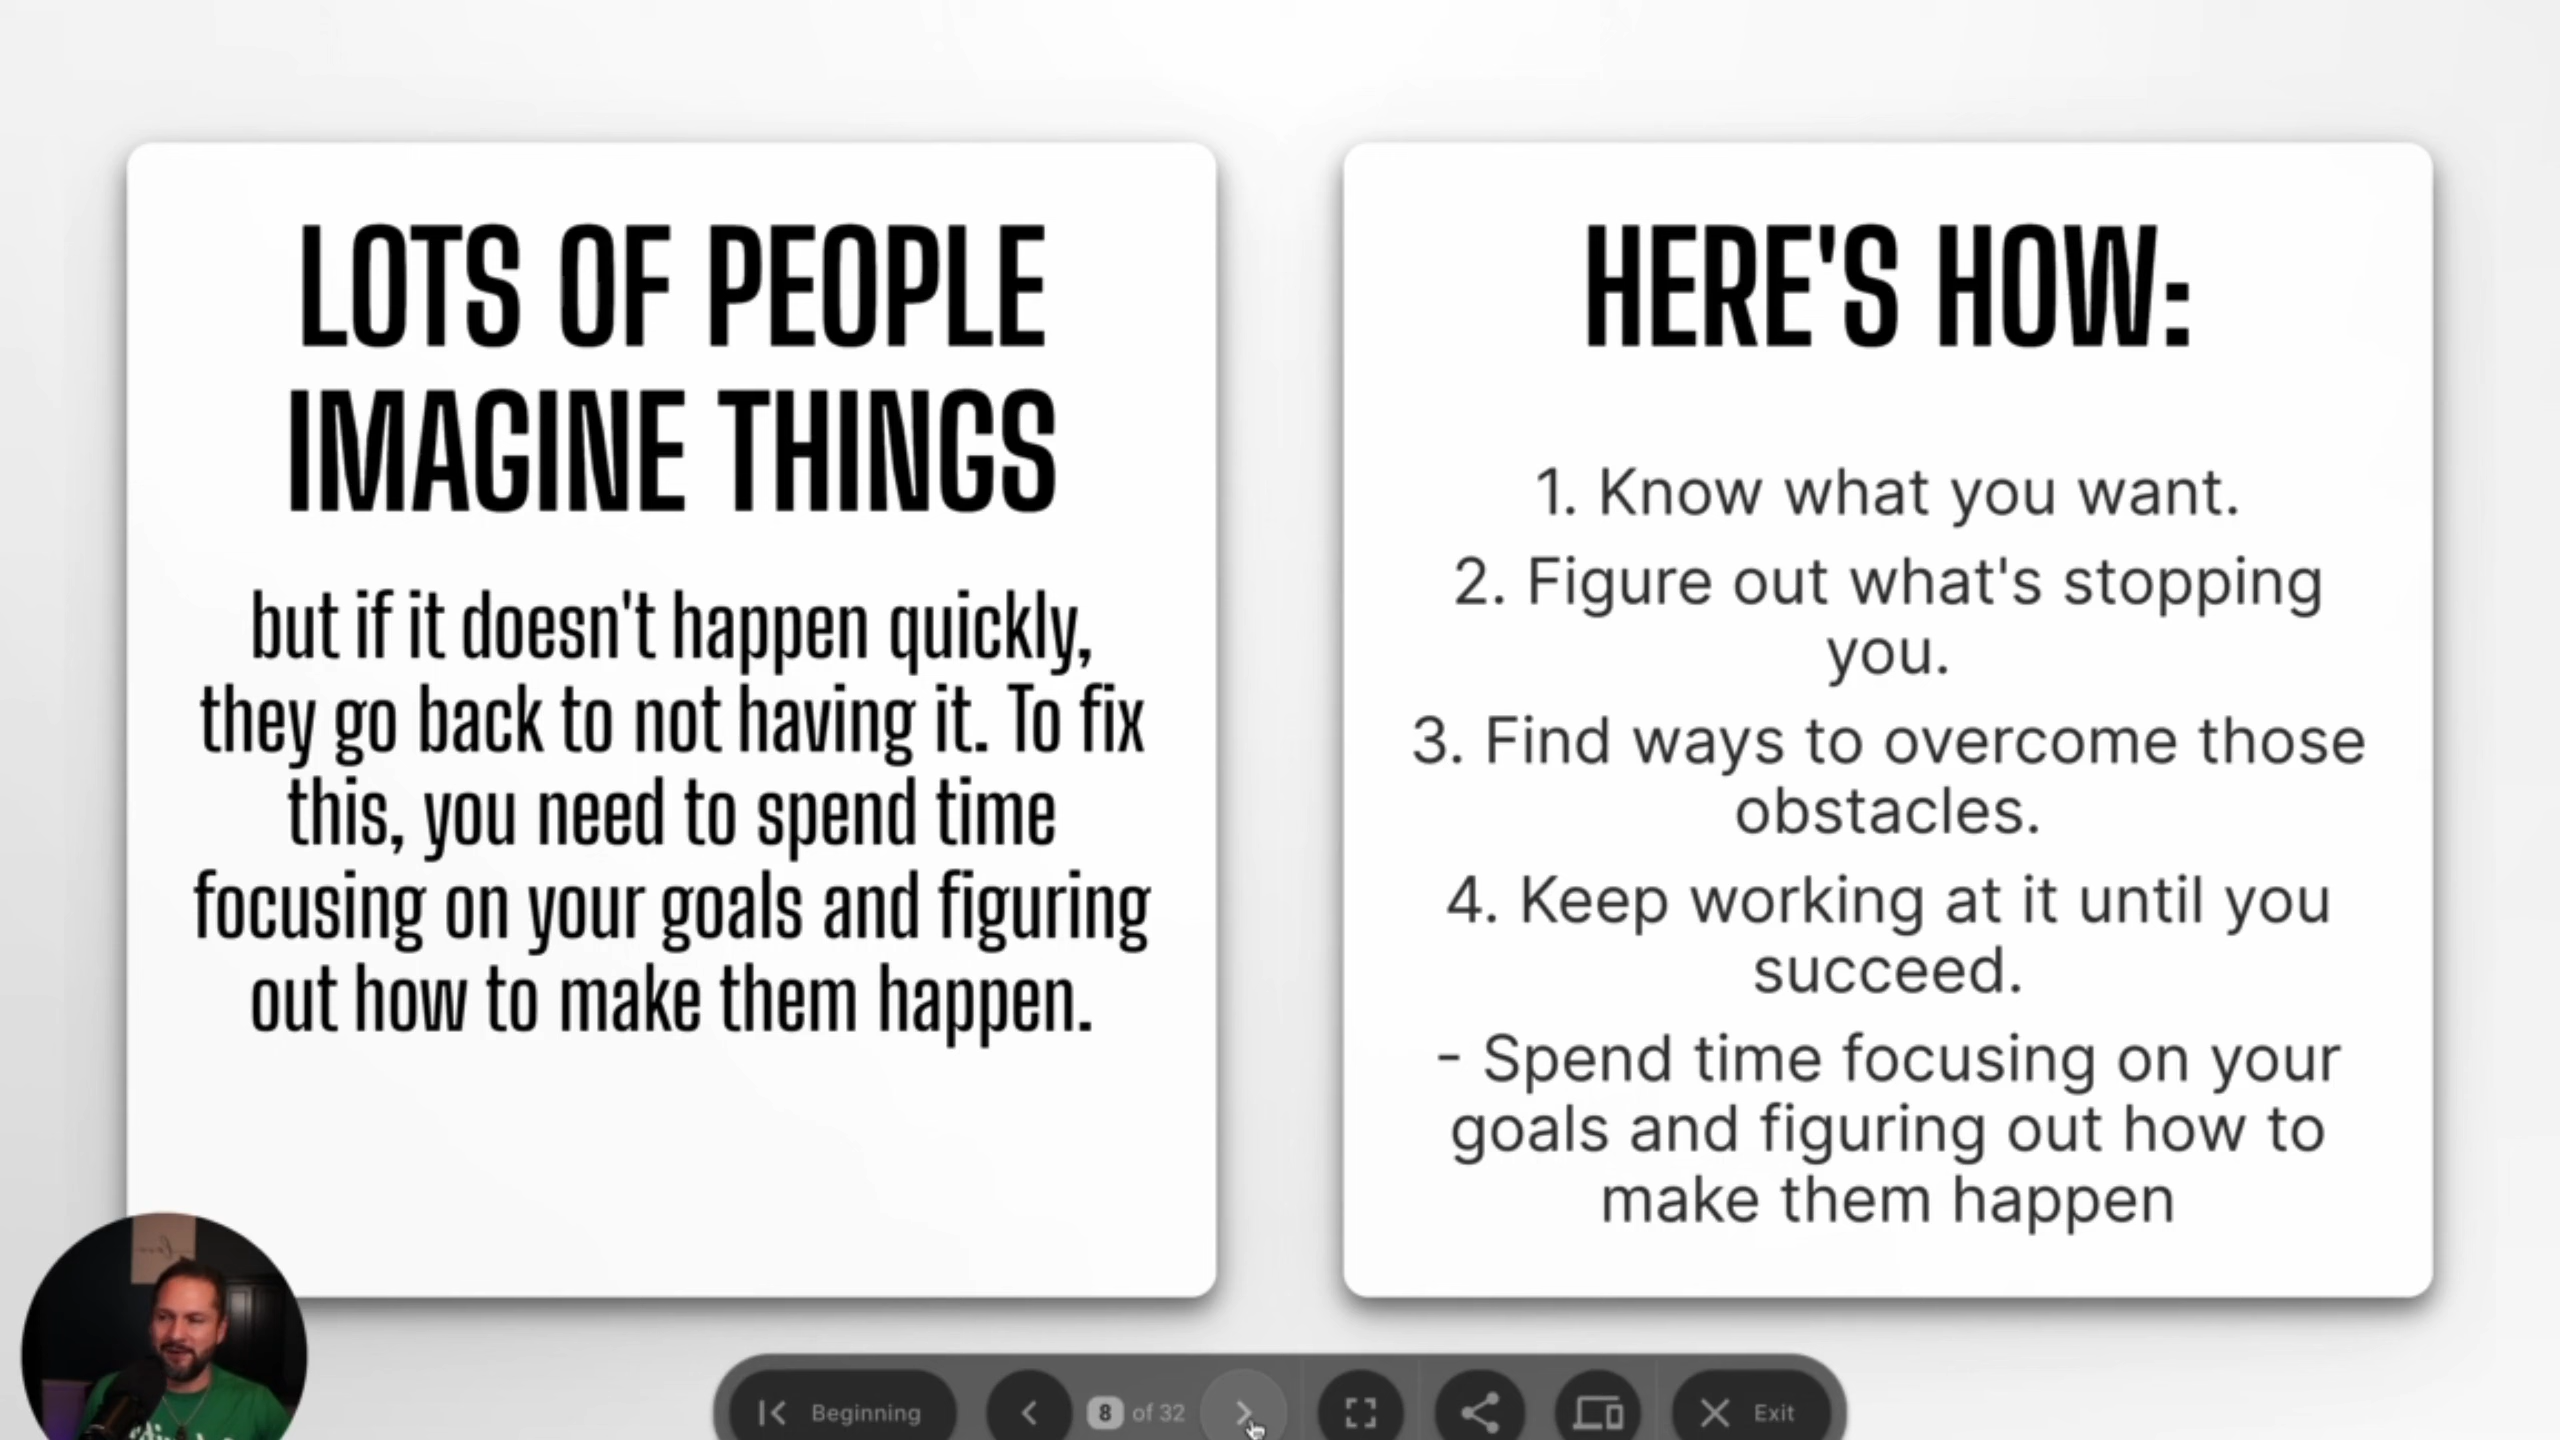 LOTS OF PEOPLE
IMAGINE THINGS
but if it doesn't happen quickly,
they go back to not having it. To fix
this, you need to spend time
focusing on your goals and figuring
out how to make them happen.
HERE'S HOW:
1. Know what you want.
2. Figure out what's stopping
you.
3. Find ways to overcome those
obstacles.
4. Keep working at it until you
succeed.
- Spend time focusing on your
goals and figuring out how to
make them happen
Beginning
8 of 32
Exit